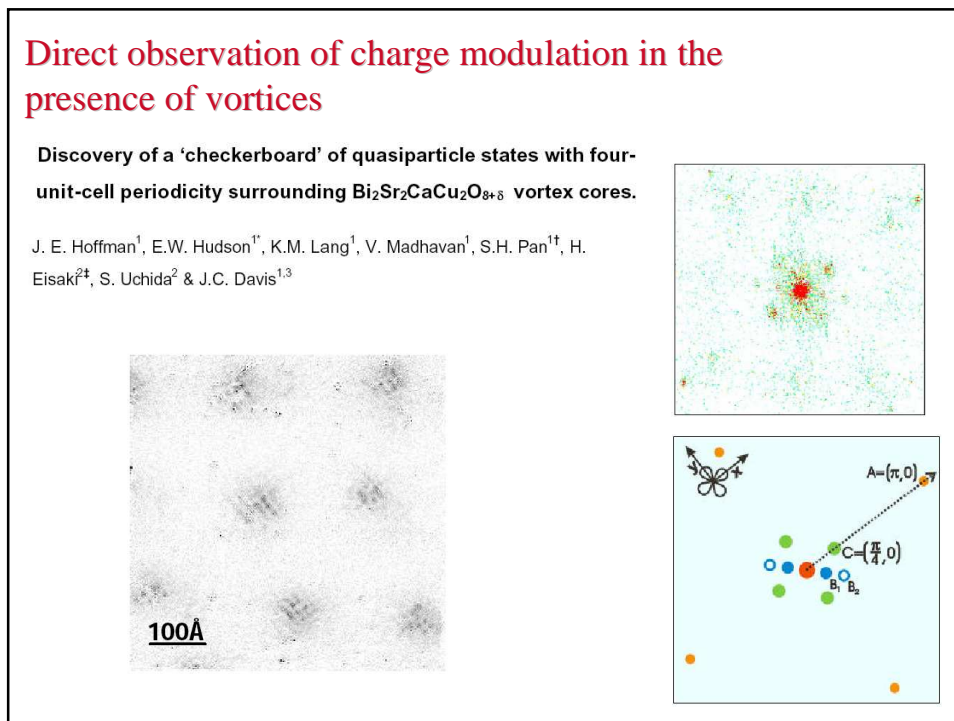 Direct observation of charge modulation in the
presence of vortices
Discovery of a 'checkerboard' of quasiparticle states with four-
unit-cell periodicity surrounding Bi₂Sr₂CaCu₂O₈₊δ vortex cores.
J. E. Hoffman¹, E.W. Hudson¹*, K.M. Lang¹, V. Madhavan¹, S.H. Pan¹†, H.
Eisaki²‡, S. Uchida² & J.C. Davis¹,³
100Å
y x
A=(π,0)
C=(π/4,0)
B₁ B₂